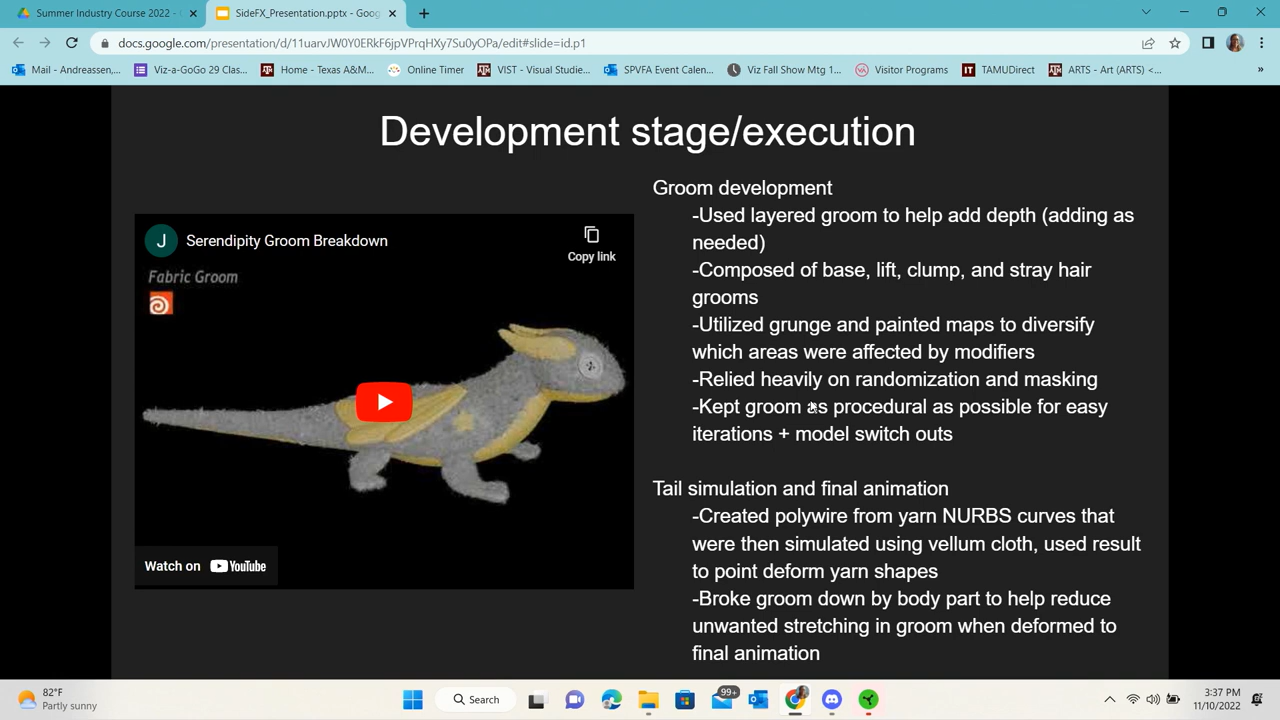 Summer Industry Course 2022 -
SideFX_Presentation.pptx - Goog
docs.google.com/presentation/d/11uarvJW0Y0ERkF6jpVPrqHXy7Su0yOPa/edit#slide=id.p1
Mail - Andreassen,...
Viz-a-GoGo 29 Clas...
Home - Texas A&M...
Online Timer
VIST - Visual Studie...
SPVFA Event Calen...
Viz Fall Show Mtg 1...
Visitor Programs
TAMUDirect
ARTS - Art (ARTS) <...
»
Development stage/execution
J
Serendipity Groom Breakdown
Copy link
Fabric Groom
Watch on YouTube
Groom development
-Used layered groom to help add depth (adding as
needed)
-Composed of base, lift, clump, and stray hair
grooms
-Utilized grunge and painted maps to diversify
which areas were affected by modifiers
-Relied heavily on randomization and masking
-Kept groom as procedural as possible for easy
iterations + model switch outs
Tail simulation and final animation
-Created polywire from yarn NURBS curves that
were then simulated using vellum cloth, used result
to point deform yarn shapes
-Broke groom down by body part to help reduce
unwanted stretching in groom when deformed to
final animation
82°F
Partly sunny
Search
99+
3:37 PM
11/10/2022